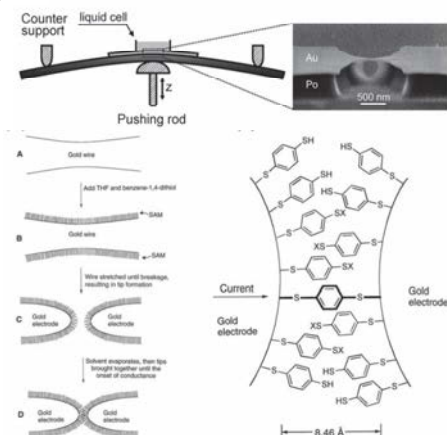 Counter
support
liquid cell
Z
Pushing rod
Au
Po
500 nm
A
Gold wire
Add THF and benzene-1,4-dithiol
SAM
Gold wire
B
SAM
Wire stretched until breakage,
resulting in tip formation
C
Gold
electrode
Gold
electrode
Solvent evaporates, then tips
brought together until the
onset of conductance
D
Gold
electrode
Gold
electrode
SH
HS
S
S
SH
HS
S
S
SX
S
S
XS
S
S
SX
S
Current
S
S
Gold
electrode
Gold
electrode
XS
S
S
SX
S
HS
S
S
SH
HS
S
8.46 Å